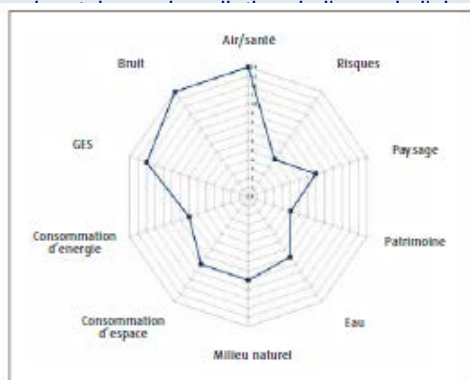 Air/santé
Bruit
Risques
GES
Paysage
Consommation
d'energie
Patrimoine
Consommation
d'espace
Eau
Milieu naturel